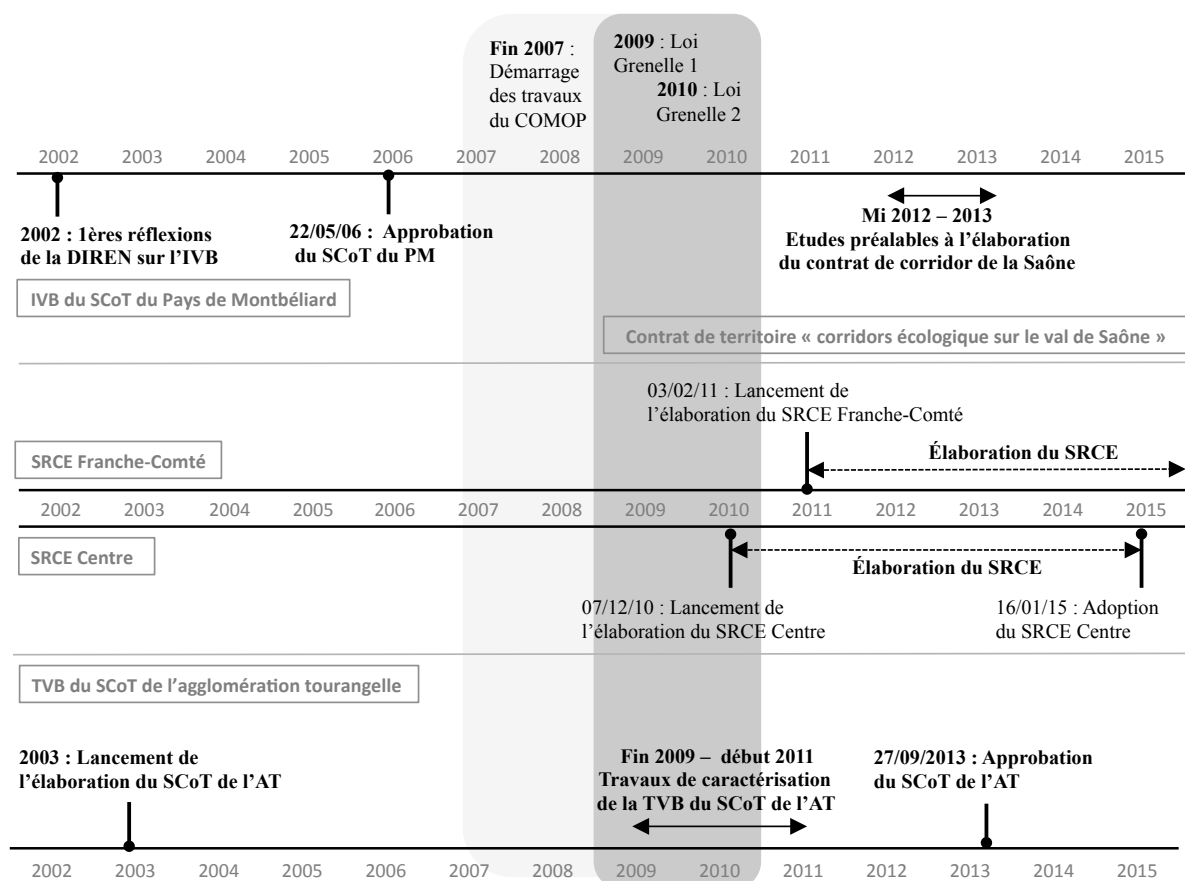 Fin 2007 :
Démarrage
des travaux
du COMOP
2009 : Loi
Grenelle 1
2010 : Loi
Grenelle 2
2002 2003 2004 2005 2006 2007 2008 2009 2010 2011 2012 2013 2014 2015
2002 : 1ères réflexions
de la DIREN sur l'IVB
22/05/06 : Approbation
du SCoT du PM
Mi 2012 – 2013
Etudes préalables à l'élaboration
du contrat de corridor de la Saône
IVB du SCoT du Pays de Montbéliard
Contrat de territoire « corridors écologique sur le val de Saône »
03/02/11 : Lancement de
l'élaboration du SRCE Franche-Comté
SRCE Franche-Comté
Élaboration du SRCE
2002 2003 2004 2005 2006 2007 2008 2009 2010 2011 2012 2013 2014 2015
SRCE Centre
Élaboration du SRCE
07/12/10 : Lancement de
l'élaboration du SRCE Centre
16/01/15 : Adoption
du SRCE Centre
TVB du SCoT de l'agglomération tourangelle
2003 : Lancement de
l'élaboration du SCoT de l'AT
Fin 2009 – début 2011
Travaux de caractérisation
de la TVB du SCoT de l'AT
27/09/2013 : Approbation
du SCoT de l'AT
2002 2003 2004 2005 2006 2007 2008 2009 2010 2011 2012 2013 2014 2015